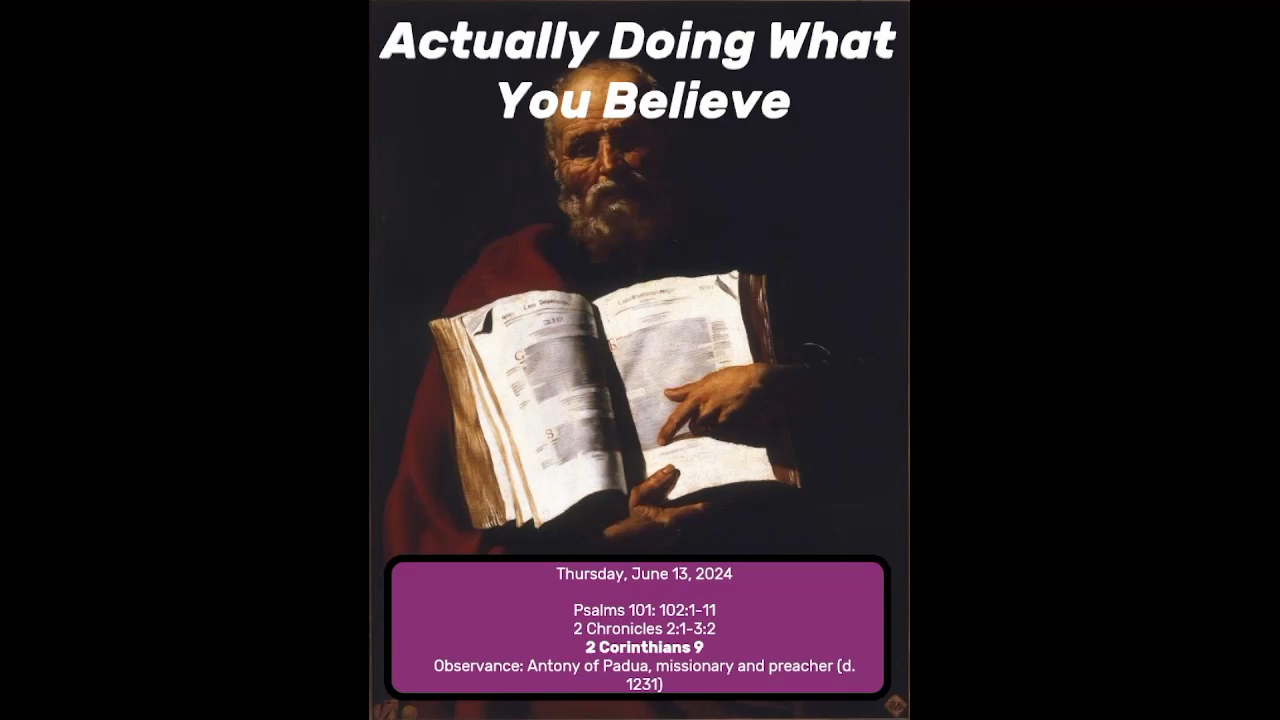 Actually Doing What
You Believe
Thursday, June 13, 2024
Psalms 101: 102:1-11
2 Chronicles 2:1-3:2
2 Corinthians 9
Observance: Antony of Padua, missionary and preacher (d.
1231)